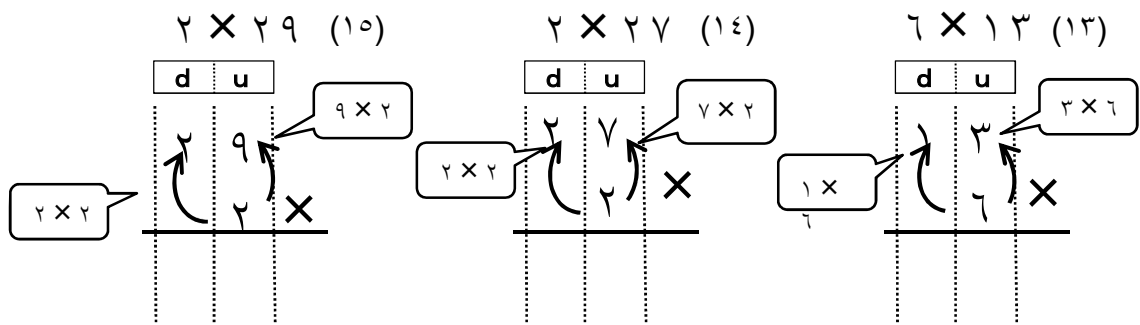 (١٣) ١٣ × ٦
d u
٣ × ٦
١ ٣
١ ×
٦
٦ ×
(١٤) ٢٧ × ٢
d u
٧ × ٢
٢ ٧
٢ × ٢
٢ ×
(١٥) ٢٩ × ٢
d u
٩ × ٢
٢ ٩
٢ × ٢
٢ ×